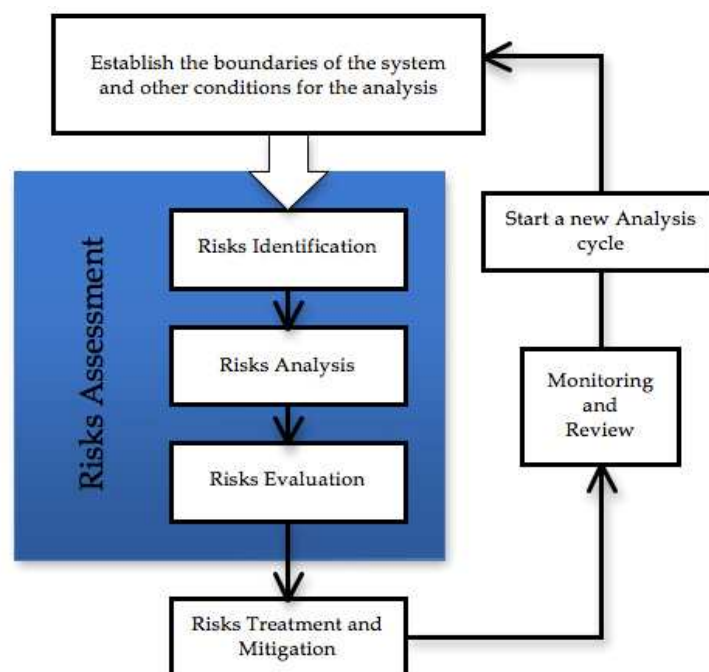 Establish the boundaries of the system
and other conditions for the analysis
Risks Assessment
Risks Identification
Risks Analysis
Risks Evaluation
Risks Treatment and
Mitigation
Monitoring
and
Review
Start a new Analysis
cycle